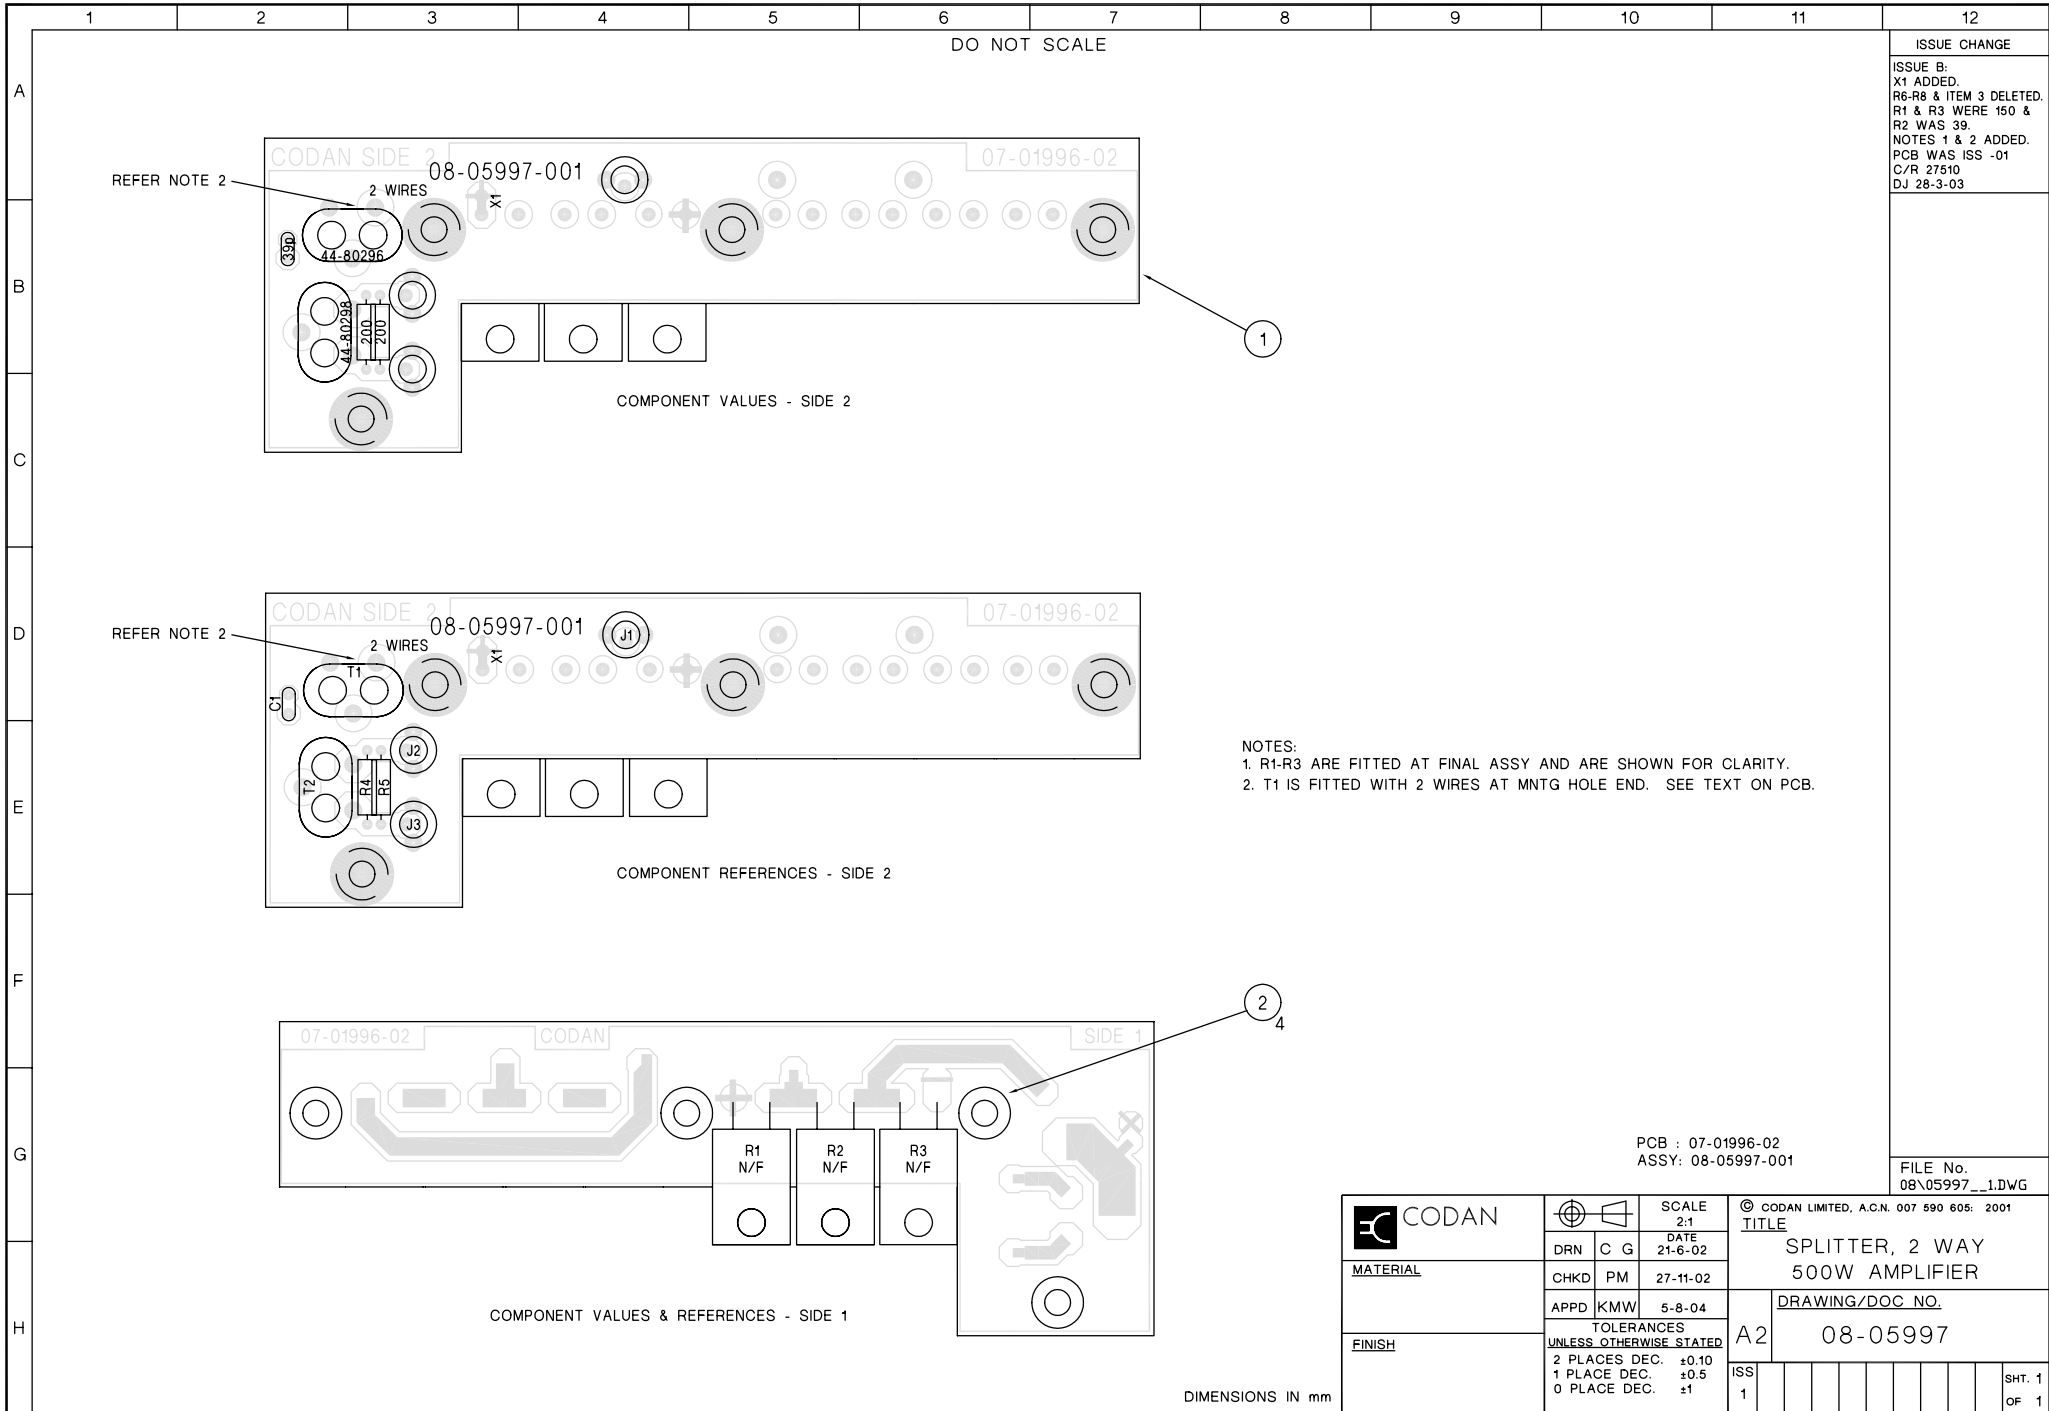 1 2 3 4 5 6 7 8 9 10 11 12
A
B
C
D
E
F
G
H
DO NOT SCALE
ISSUE CHANGE
ISSUE B:
X1 ADDED.
R6-R8 & ITEM 3 DELETED.
R1 & R3 WERE 150 &
R2 WAS 39.
NOTES 1 & 2 ADDED.
PCB WAS ISS -01
C/R 27510
DJ 28-3-03
CODAN SIDE 2
08-05997-001
07-01996-02
REFER NOTE 2
2 WIRES
X1
39p
44-80296
44-80298
200
200
1
COMPONENT VALUES - SIDE 2
CODAN SIDE 2
08-05997-001
07-01996-02
REFER NOTE 2
2 WIRES
X1
J1
T1
C1
J2
T2
R4
R5
J3
COMPONENT REFERENCES - SIDE 2
NOTES:
1. R1-R3 ARE FITTED AT FINAL ASSY AND ARE SHOWN FOR CLARITY.
2. T1 IS FITTED WITH 2 WIRES AT MNTG HOLE END. SEE TEXT ON PCB.
2
4
07-01996-02
CODAN
SIDE 1
R1
N/F
R2
N/F
R3
N/F
COMPONENT VALUES & REFERENCES - SIDE 1
PCB : 07-01996-02
ASSY: 08-05997-001
FILE No.
08\05997__1.DWG
CODAN
MATERIAL
FINISH
SCALE
2:1
DRN C G
DATE
21-6-02
CHKD PM 27-11-02
APPD KMW 5-8-04
TOLERANCES
UNLESS OTHERWISE STATED
2 PLACES DEC. ±0.10
1 PLACE DEC. ±0.5
0 PLACE DEC. ±1
© CODAN LIMITED, A.C.N. 007 590 605: 2001
TITLE
SPLITTER, 2 WAY
500W AMPLIFIER
DRAWING/DOC NO.
A2
08-05997
ISS
1
SHT. 1
OF 1
DIMENSIONS IN mm